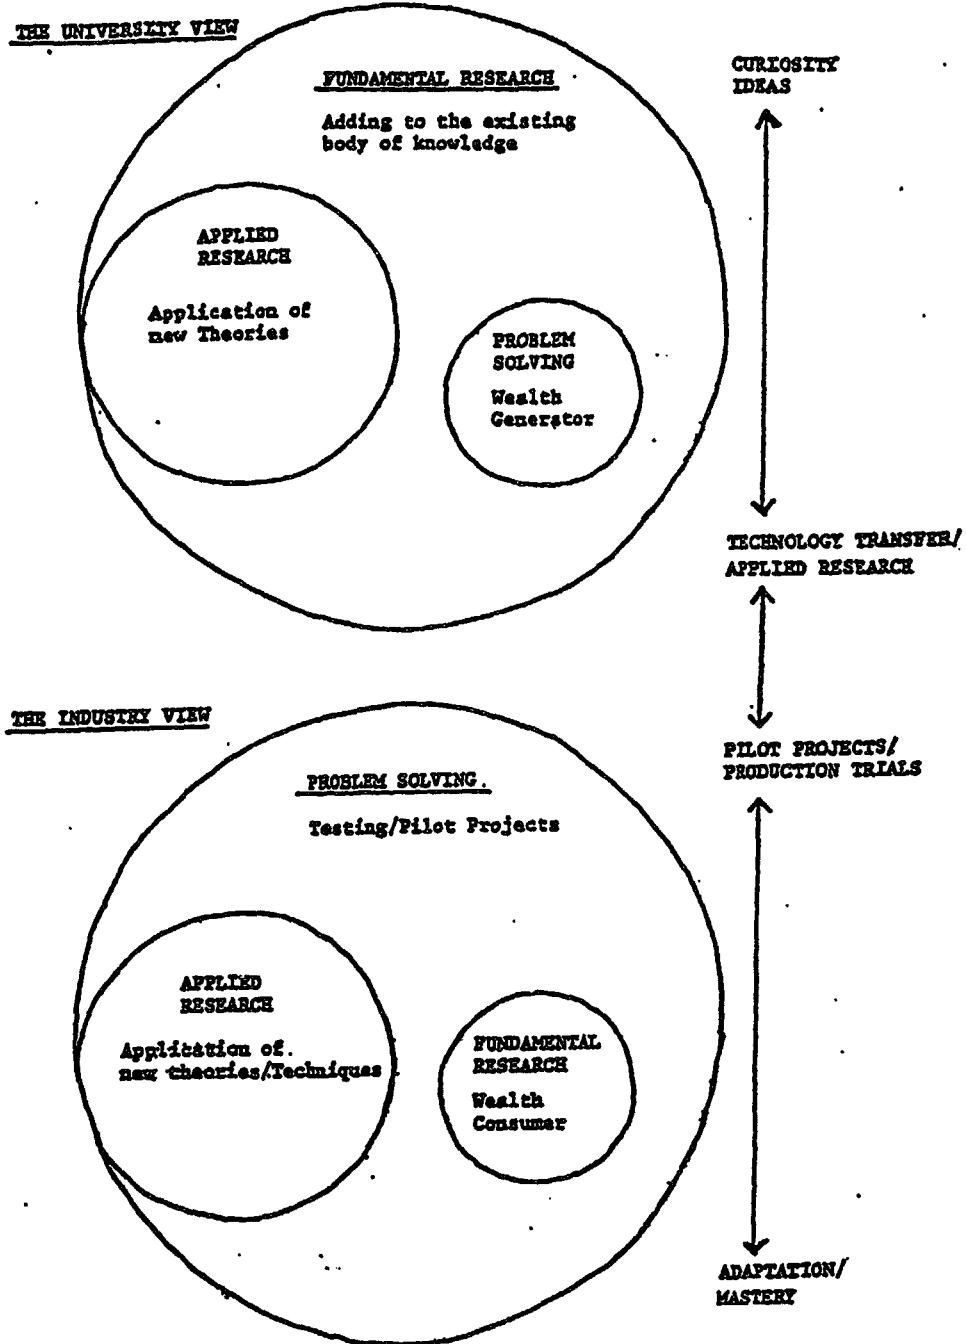 THE UNIVERSITY VIEW
FUNDAMENTAL RESEARCH
Adding to the existing
body of knowledge
APPLIED
RESEARCH
Application of
new Theories
PROBLEM
SOLVING
Wealth
Generator
CURIOSITY
IDEAS
TECHNOLOGY TRANSFER/
APPLIED RESEARCH
THE INDUSTRY VIEW
PROBLEM SOLVING.
Testing/Pilot Projects
APPLIED
RESEARCH
Application of.
new theories/Techniques
FUNDAMENTAL
RESEARCH
Wealth
Consumer
PILOT PROJECTS/
PRODUCTION TRIALS
ADAPTATION/
MASTERY